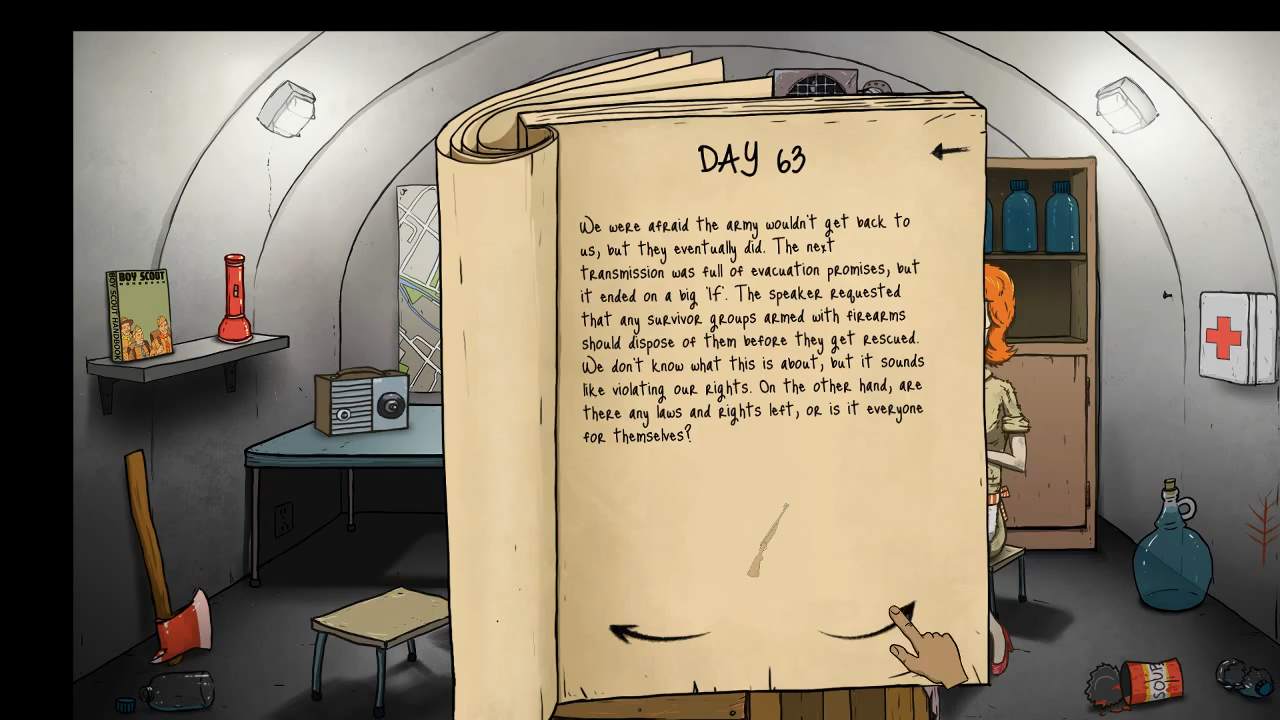 DAY 63
We were afraid the army wouldn't get back to
us, but they eventually did. The next
transmission was full of evacuation promises, but
it ended on a big 'If'. The speaker requested
that any survivor groups armed with firearms
should dispose of them before they get rescued.
We don't know what this is about, but it sounds
like violating our rights. On the other hand, are
there any laws and rights left, or is it everyone
for themselves?
BOY SCOUT
BOY SCOUT HANDBOOK
SOUP